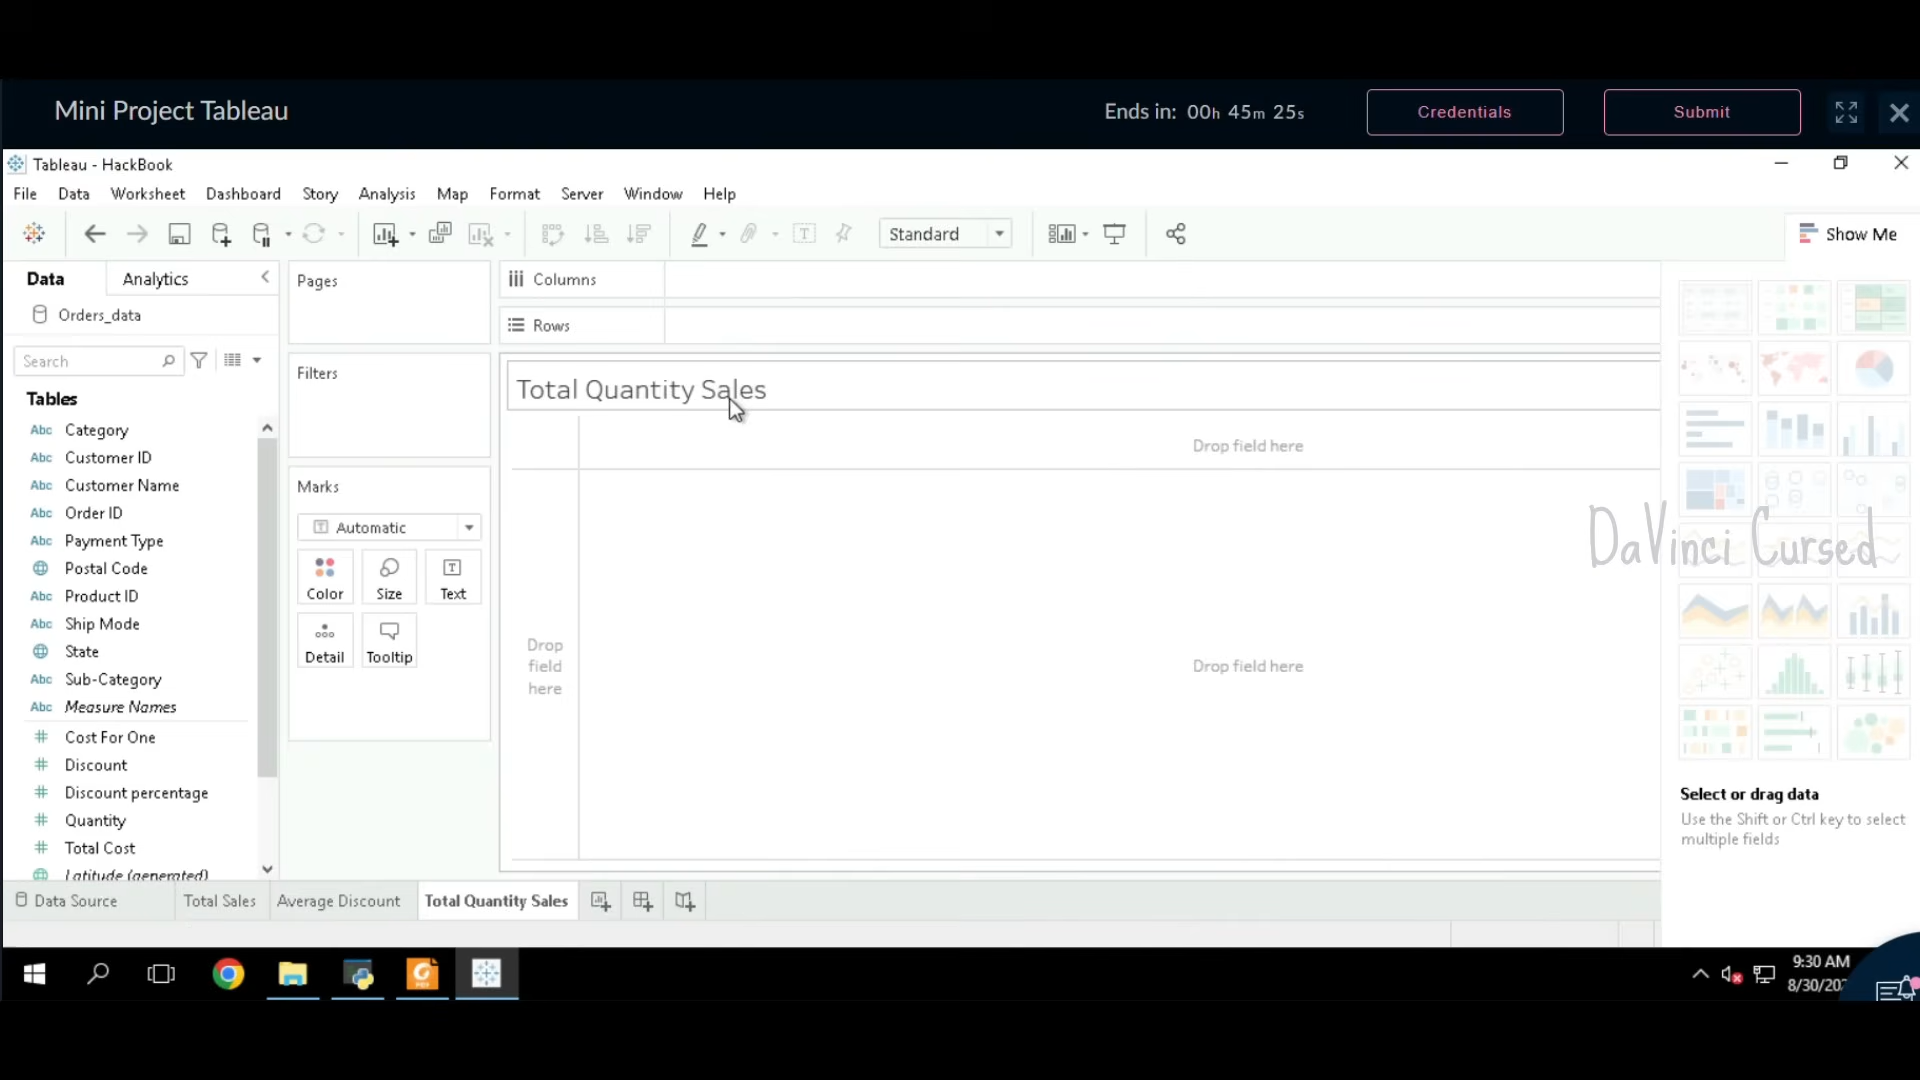 Mini Project Tableau
Ends in: 00h 45m 25s
Credentials
Submit
Tableau - HackBook
File Data Worksheet Dashboard Story Analysis Map Format Server Window Help
Standard
Show Me
Data
Analytics
Orders_data
Search
Tables
Abc Category
Abc Customer ID
Abc Customer Name
Abc Order ID
Abc Payment Type
Postal Code
Abc Product ID
Abc Ship Mode
State
Abc Sub-Category
Abc Measure Names
# Cost For One
# Discount
# Discount percentage
# Quantity
# Total Cost
Latitude (generated)
Pages
Filters
Marks
Automatic
Color
Size
Text
Detail
Tooltip
Columns
Rows
Total Quantity Sales
Drop field here
Drop
field
here
Drop field here
DaVinci Cursed
Select or drag data
Use the Shift or Ctrl key to select
multiple fields
Data Source
Total Sales
Average Discount
Total Quantity Sales
9:30 AM
8/30/202